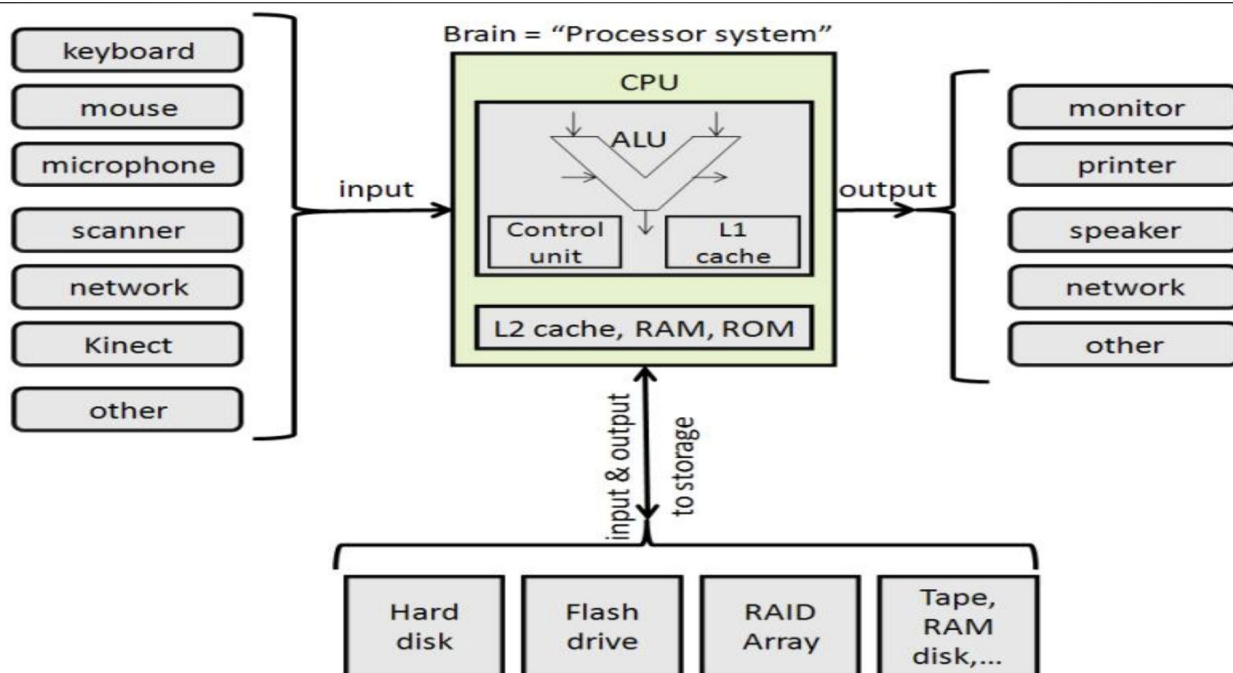 Brain = “Processor system”
keyboard
mouse
microphone
scanner
network
Kinect
other
input
CPU
ALU
Control
unit
L1
cache
L2 cache, RAM, ROM
output
monitor
printer
speaker
network
other
input & output
to storage
Hard
disk
Flash
drive
RAID
Array
Tape,
RAM
disk,...